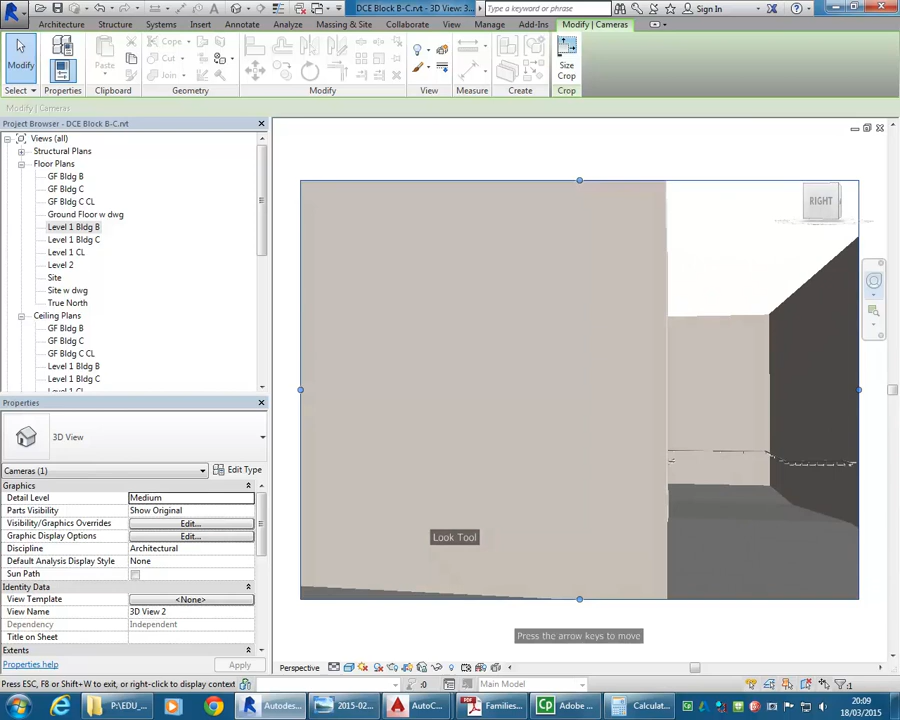 DCE Block B-C.rvt - 3D View: 3...
Type a keyword or phrase
Sign In
Architecture Structure Systems Insert Annotate Analyze Massing & Site Collaborate View Manage Add-Ins Modify | Cameras
Modify
Paste
Cope
Cut
Join
Size
Crop
Select Properties Clipboard Geometry Modify View Measure Create Crop
Modify | Cameras
Project Browser - DCE Block B-C.rvt
Views (all)
Structural Plans
Floor Plans
GF Bldg B
GF Bldg C
GF Bldg C CL
Ground Floor w dwg
Level 1 Bldg B
Level 1 Bldg C
Level 1 CL
Level 2
Site
Site w dwg
True North
Ceiling Plans
GF Bldg B
GF Bldg C
GF Bldg C CL
Level 1 Bldg B
Level 1 Bldg C
Level 1 CL
Properties
3D View
Cameras (1)
Edit Type
Graphics
Detail Level Medium
Parts Visibility Show Original
Visibility/Graphics Overrides Edit...
Graphic Display Options Edit...
Discipline Architectural
Default Analysis Display Style None
Sun Path
Identity Data
View Template <None>
View Name 3D View 2
Dependency Independent
Title on Sheet
Extents
Properties help
Apply
RIGHT
Look Tool
Press the arrow keys to move
Perspective
Press ESC, F8 or Shift+W to exit, or right-click to display context
:0
Main Model
:1
P:\EDU_...
Autodes...
2015-02...
AutoC...
Families...
Adobe ...
Calculat...
20:09
18/03/2015